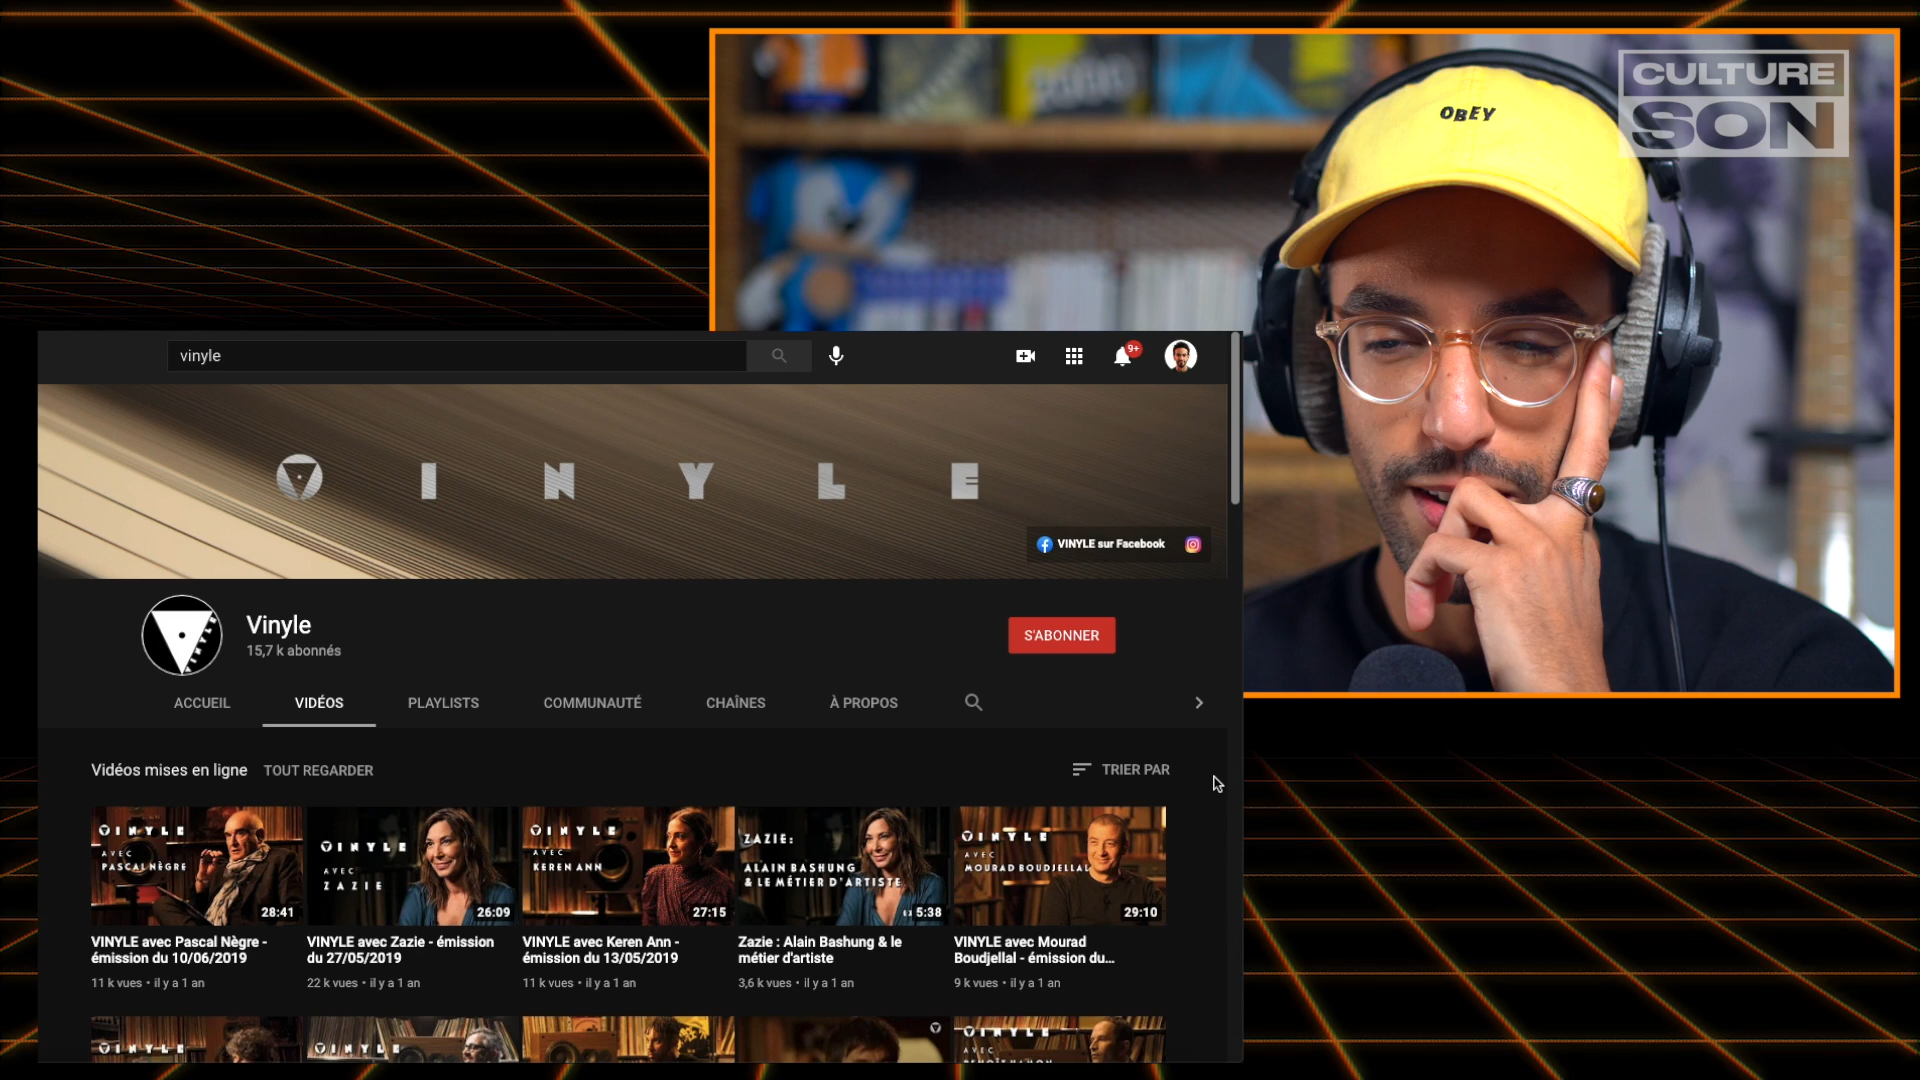 CULTURE
SON
OBEY
vinyle
9+
VINYLE
VINYLE sur Facebook
Vinyle
15,7 k abonnés
S'ABONNER
ACCUEIL
VIDÉOS
PLAYLISTS
COMMUNAUTÉ
CHAÎNES
À PROPOS
Vidéos mises en ligne
TOUT REGARDER
TRIER PAR
VINYLE
AVEC
PASCAL NÈGRE
28:41
VINYLE
AVEC
ZAZIE
26:09
VINYLE
AVEC
KEREN ANN
27:15
ZAZIE:
ALAIN BASHUNG
& LE MÉTIER D'ARTISTE
5:38
VINYLE
AVEC
MOURAD BOUDJELLAL
29:10
VINYLE avec Pascal Nègre -
émission du 10/06/2019
11 k vues • il y a 1 an
VINYLE avec Zazie - émission
du 27/05/2019
22 k vues • il y a 1 an
VINYLE avec Keren Ann -
émission du 13/05/2019
11 k vues • il y a 1 an
Zazie : Alain Bashung & le
métier d'artiste
3,6 k vues • il y a 1 an
VINYLE avec Mourad
Boudjellal - émission du...
9 k vues • il y a 1 an
VINYLE
VINYLE
VINYLE
AVEC